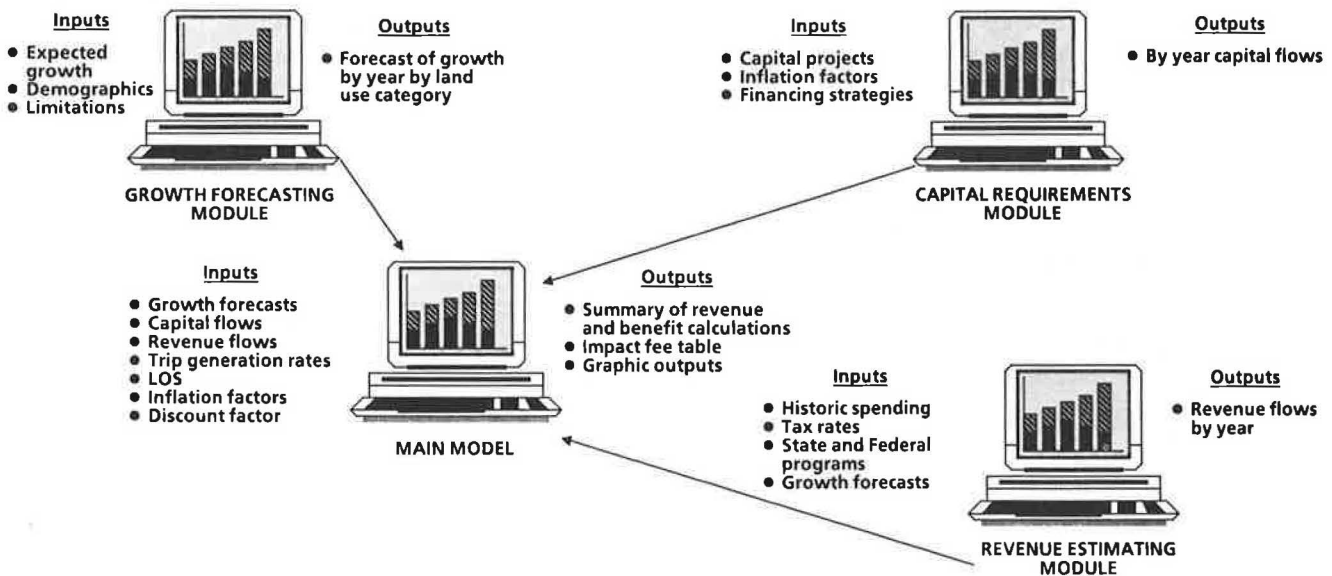 Inputs
• Expected
growth
• Demographics
• Limitations
Outputs
• Forecast of growth
by year by land
use category
GROWTH FORECASTING
MODULE
Inputs
• Capital projects
• Inflation factors
• Financing strategies
Outputs
• By year capital flows
CAPITAL REQUIREMENTS
MODULE
Inputs
• Growth forecasts
• Capital flows
• Revenue flows
• Trip generation rates
• LOS
• Inflation factors
• Discount factor
Outputs
• Summary of revenue
and benefit calculations
• Impact fee table
• Graphic outputs
MAIN MODEL
Inputs
• Historic spending
• Tax rates
• State and Federal
programs
• Growth forecasts
Outputs
• Revenue flows
by year
REVENUE ESTIMATING
MODULE